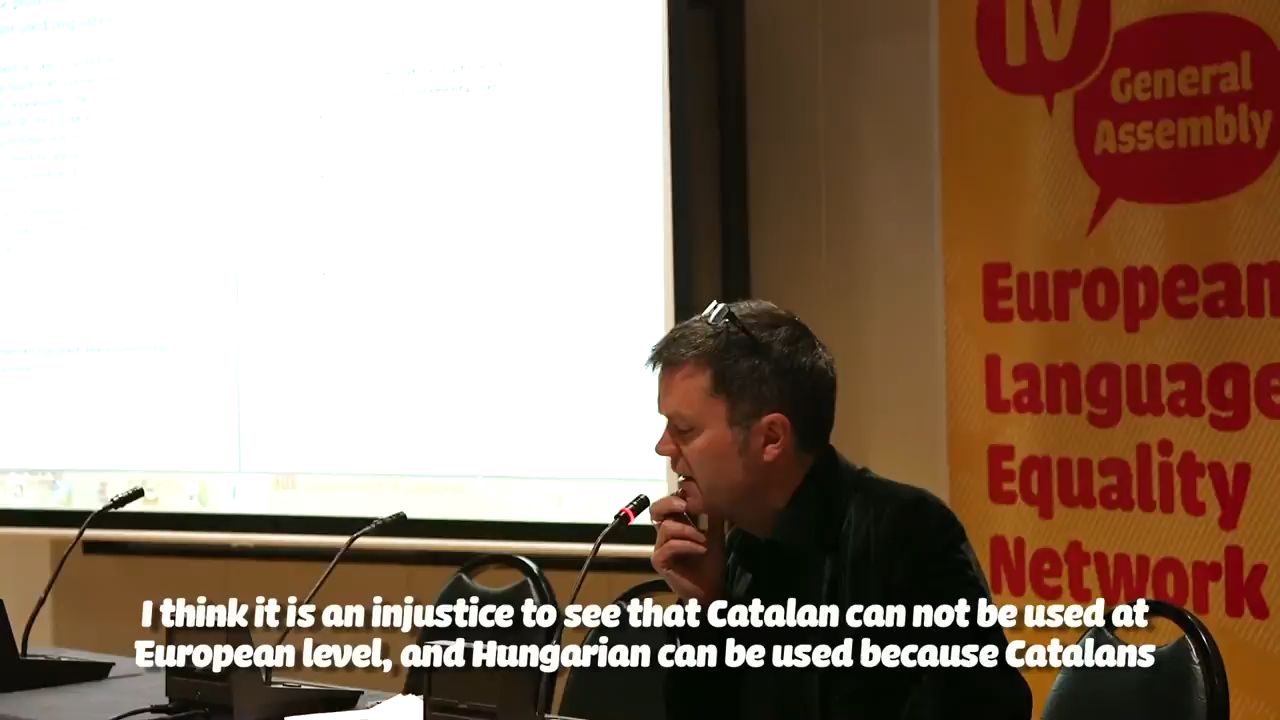 IV
General
Assembly
European
Language
Equality
Network
I think it is an injustice to see that Catalan can not be used at
European level, and Hungarian can be used because Catalans